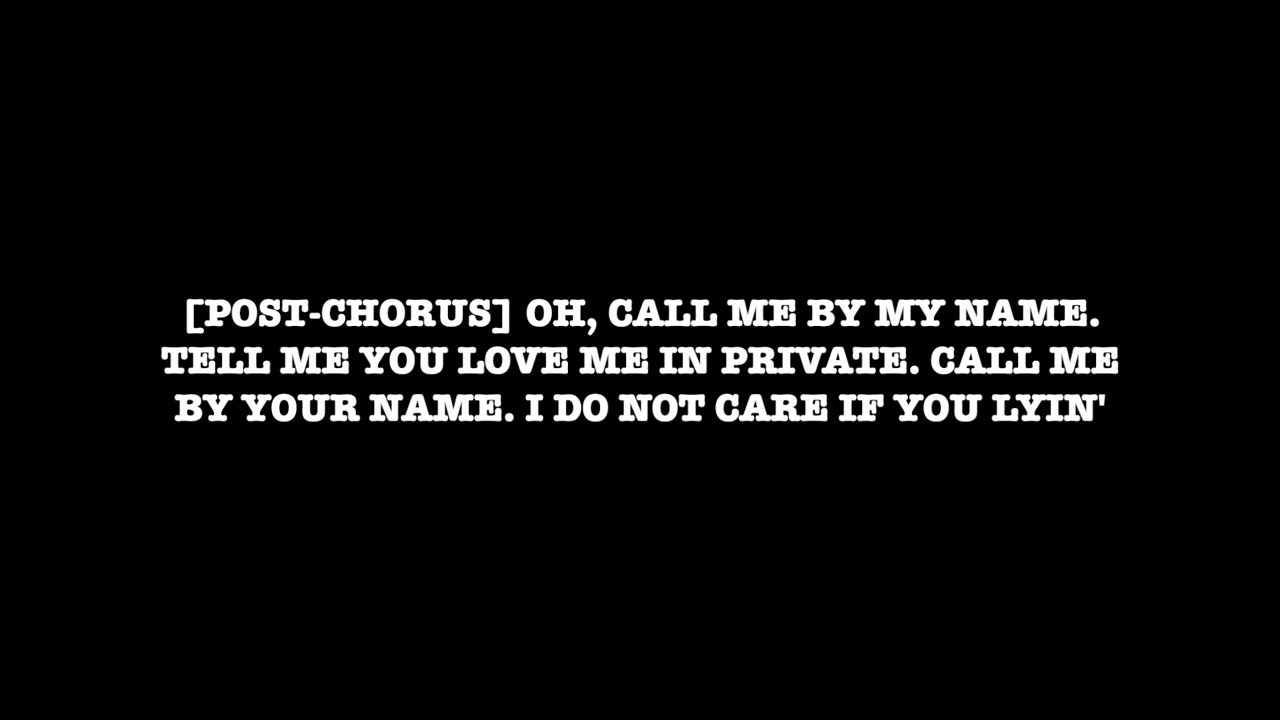 [POST-CHORUS] OH, CALL ME BY MY NAME.
TELL ME YOU LOVE ME IN PRIVATE. CALL ME
BY YOUR NAME. I DO NOT CARE IF YOU LYIN'